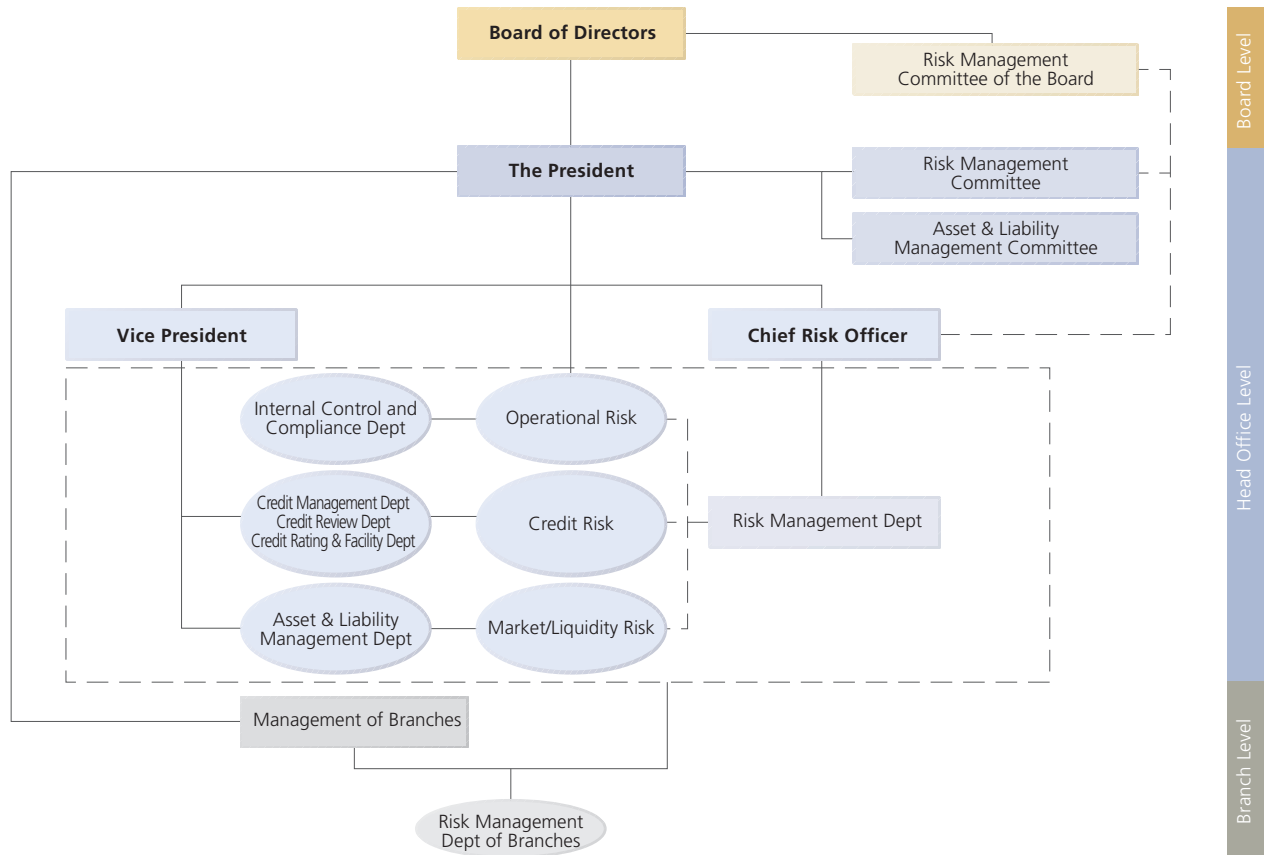 Board of Directors
Risk Management
Committee of the Board
The President
Risk Management
Committee
Asset & Liability
Management Committee
Vice President
Chief Risk Officer
Internal Control and
Compliance Dept
Operational Risk
Credit Management Dept
Credit Review Dept
Credit Rating & Facility Dept
Credit Risk
Risk Management Dept
Asset & Liability
Management Dept
Market/Liquidity Risk
Management of Branches
Risk Management
Dept of Branches
Board Level
Head Office Level
Branch Level